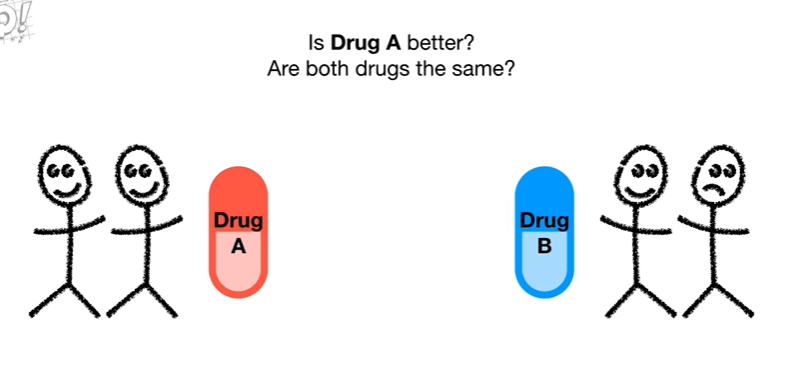 Is Drug A better?
Are both drugs the same?
Drug
A
Drug
B